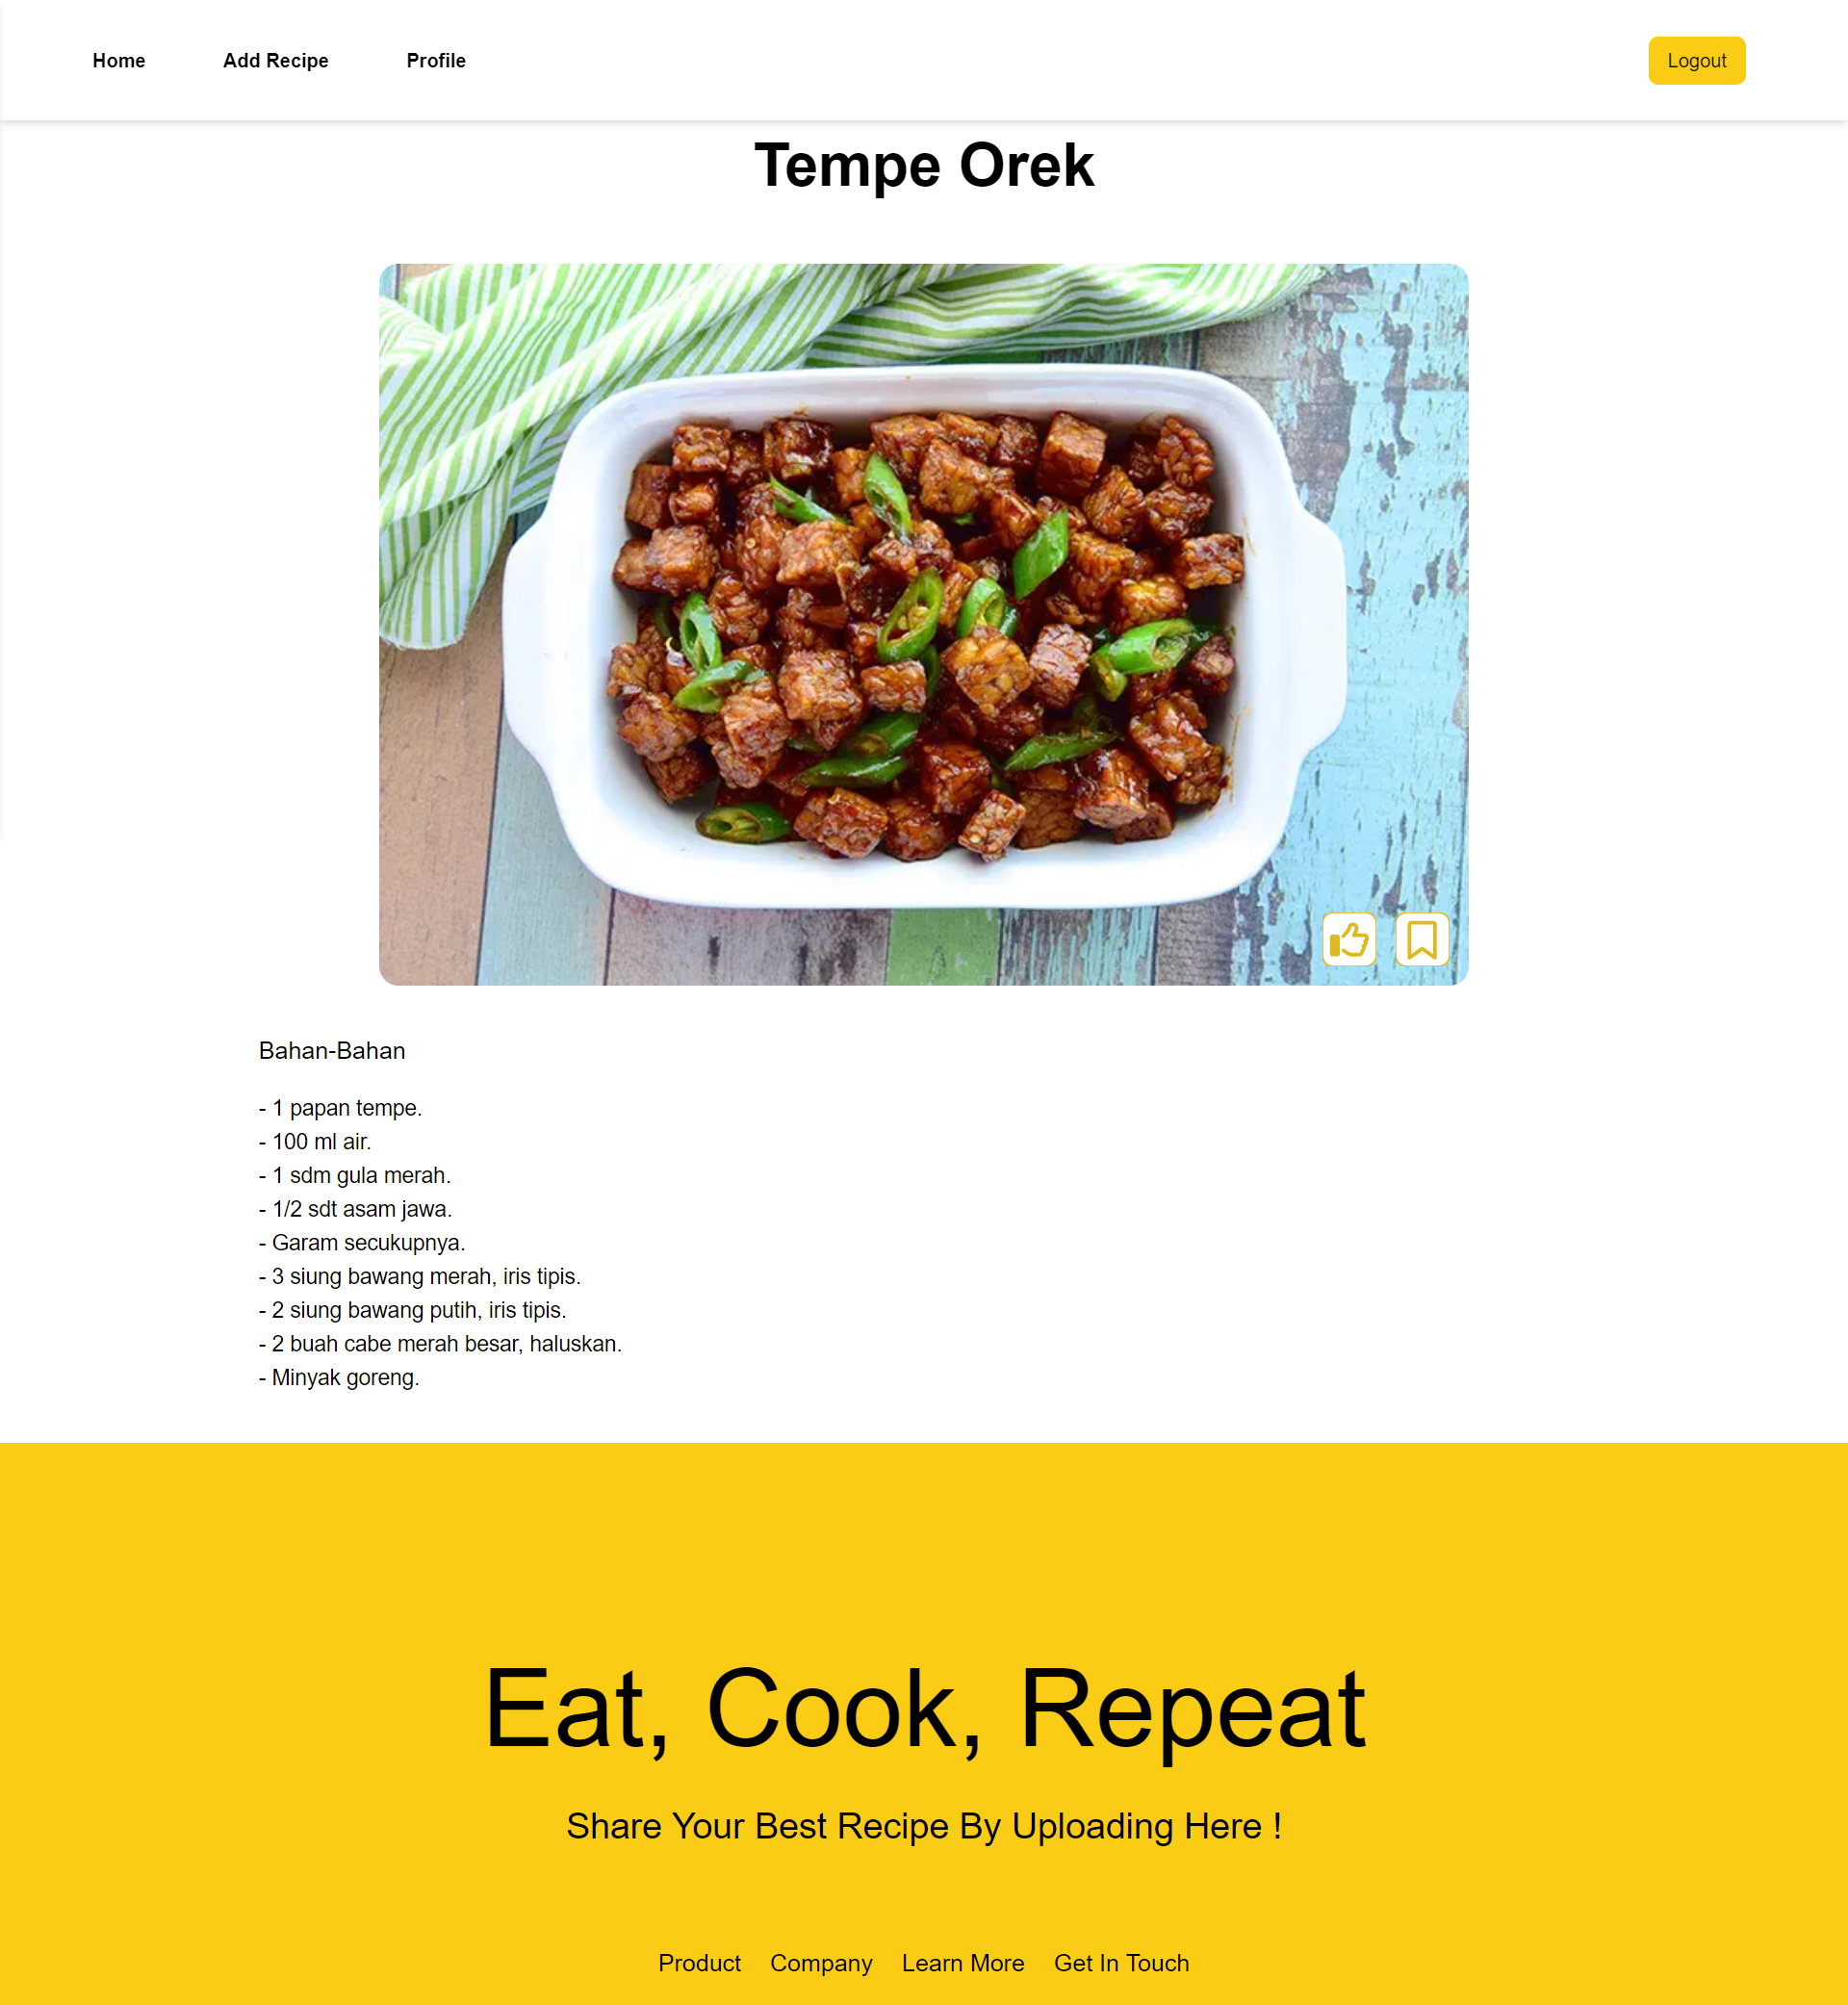 Home Add Recipe Profile Logout
Tempe Orek
Bahan-Bahan
- 1 papan tempe.
- 100 ml air.
- 1 sdm gula merah.
- 1/2 sdt asam jawa.
- Garam secukupnya.
- 3 siung bawang merah, iris tipis.
- 2 siung bawang putih, iris tipis.
- 2 buah cabe merah besar, haluskan.
- Minyak goreng.
Eat, Cook, Repeat
Share Your Best Recipe By Uploading Here !
Product Company Learn More Get In Touch